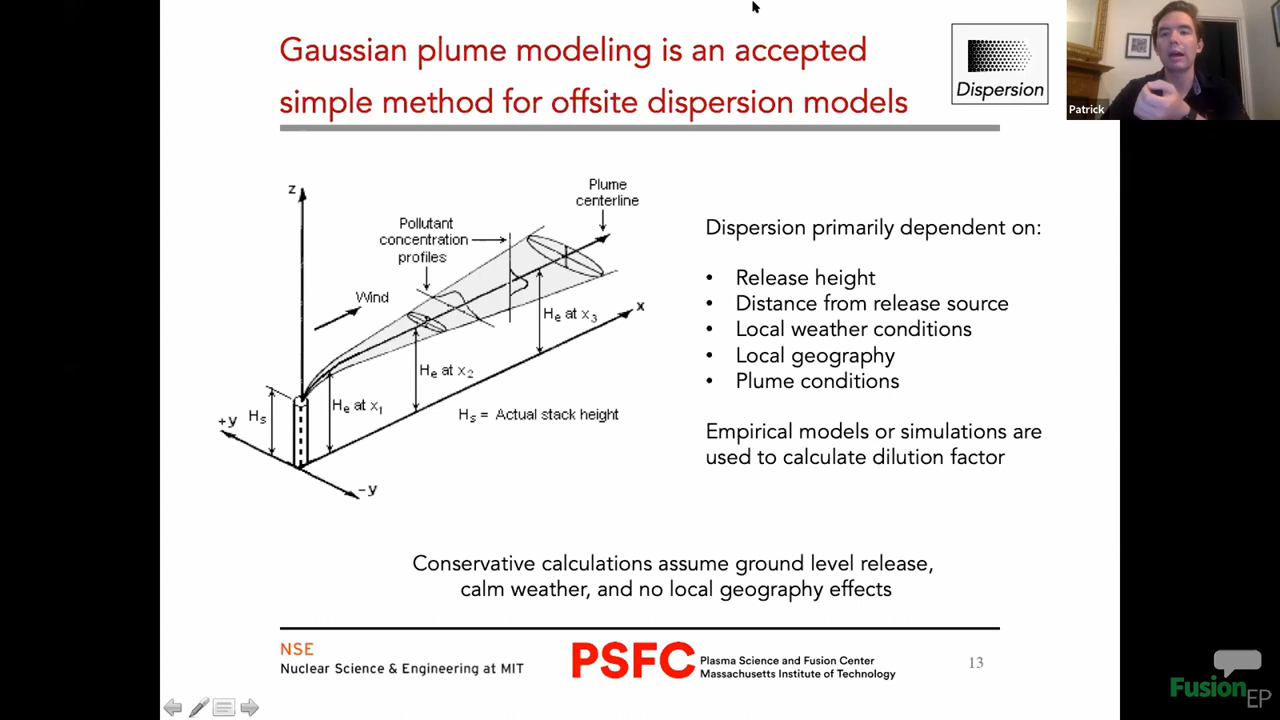 Gaussian plume modeling is an accepted
simple method for offsite dispersion models
Dispersion
Patrick
z
Plume
centerline
Pollutant
concentration
profiles
Wind
x
He at x3
He at x2
He at x1
Hs
Hs = Actual stack height
+y
-y
Dispersion primarily dependent on:
• Release height
• Distance from release source
• Local weather conditions
• Local geography
• Plume conditions
Empirical models or simulations are
used to calculate dilution factor
Conservative calculations assume ground level release,
calm weather, and no local geography effects
NSE
Nuclear Science & Engineering at MIT
PSFC
Plasma Science and Fusion Center
Massachusetts Institute of Technology
13
Fusion
EP